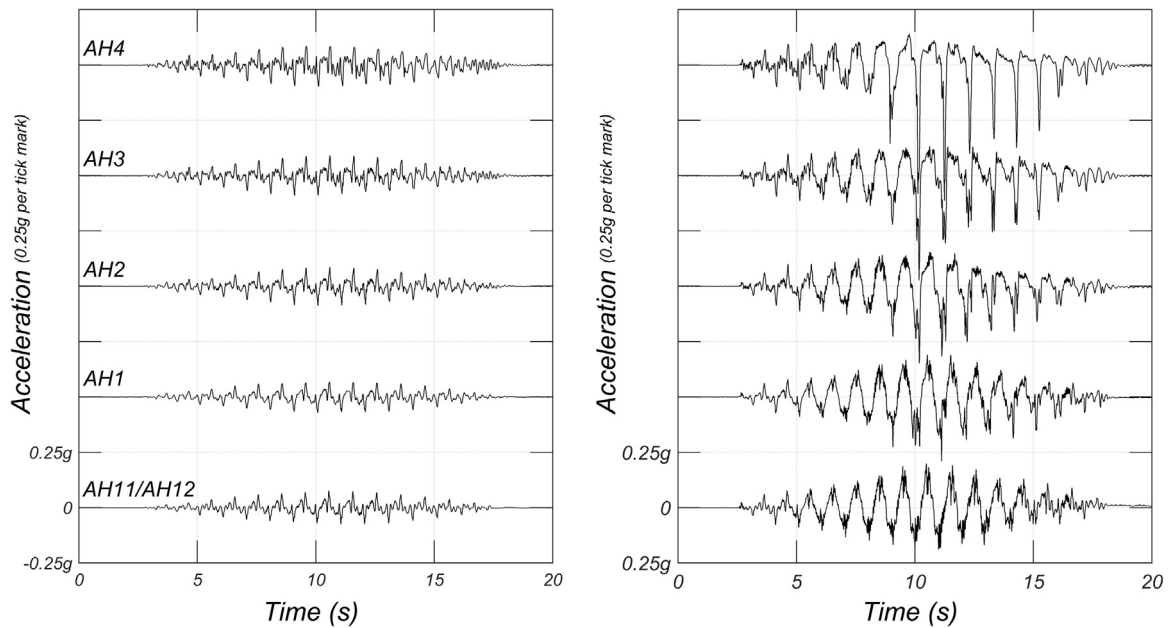 AH4
AH3
AH2
AH1
AH11/AH12
Acceleration (0.25g per tick mark)
0.25g
0
-0.25g
0 5 10 15 20
Time (s)
Acceleration (0.25g per tick mark)
0.25g
0
0.25g
0 5 10 15 20
Time (s)